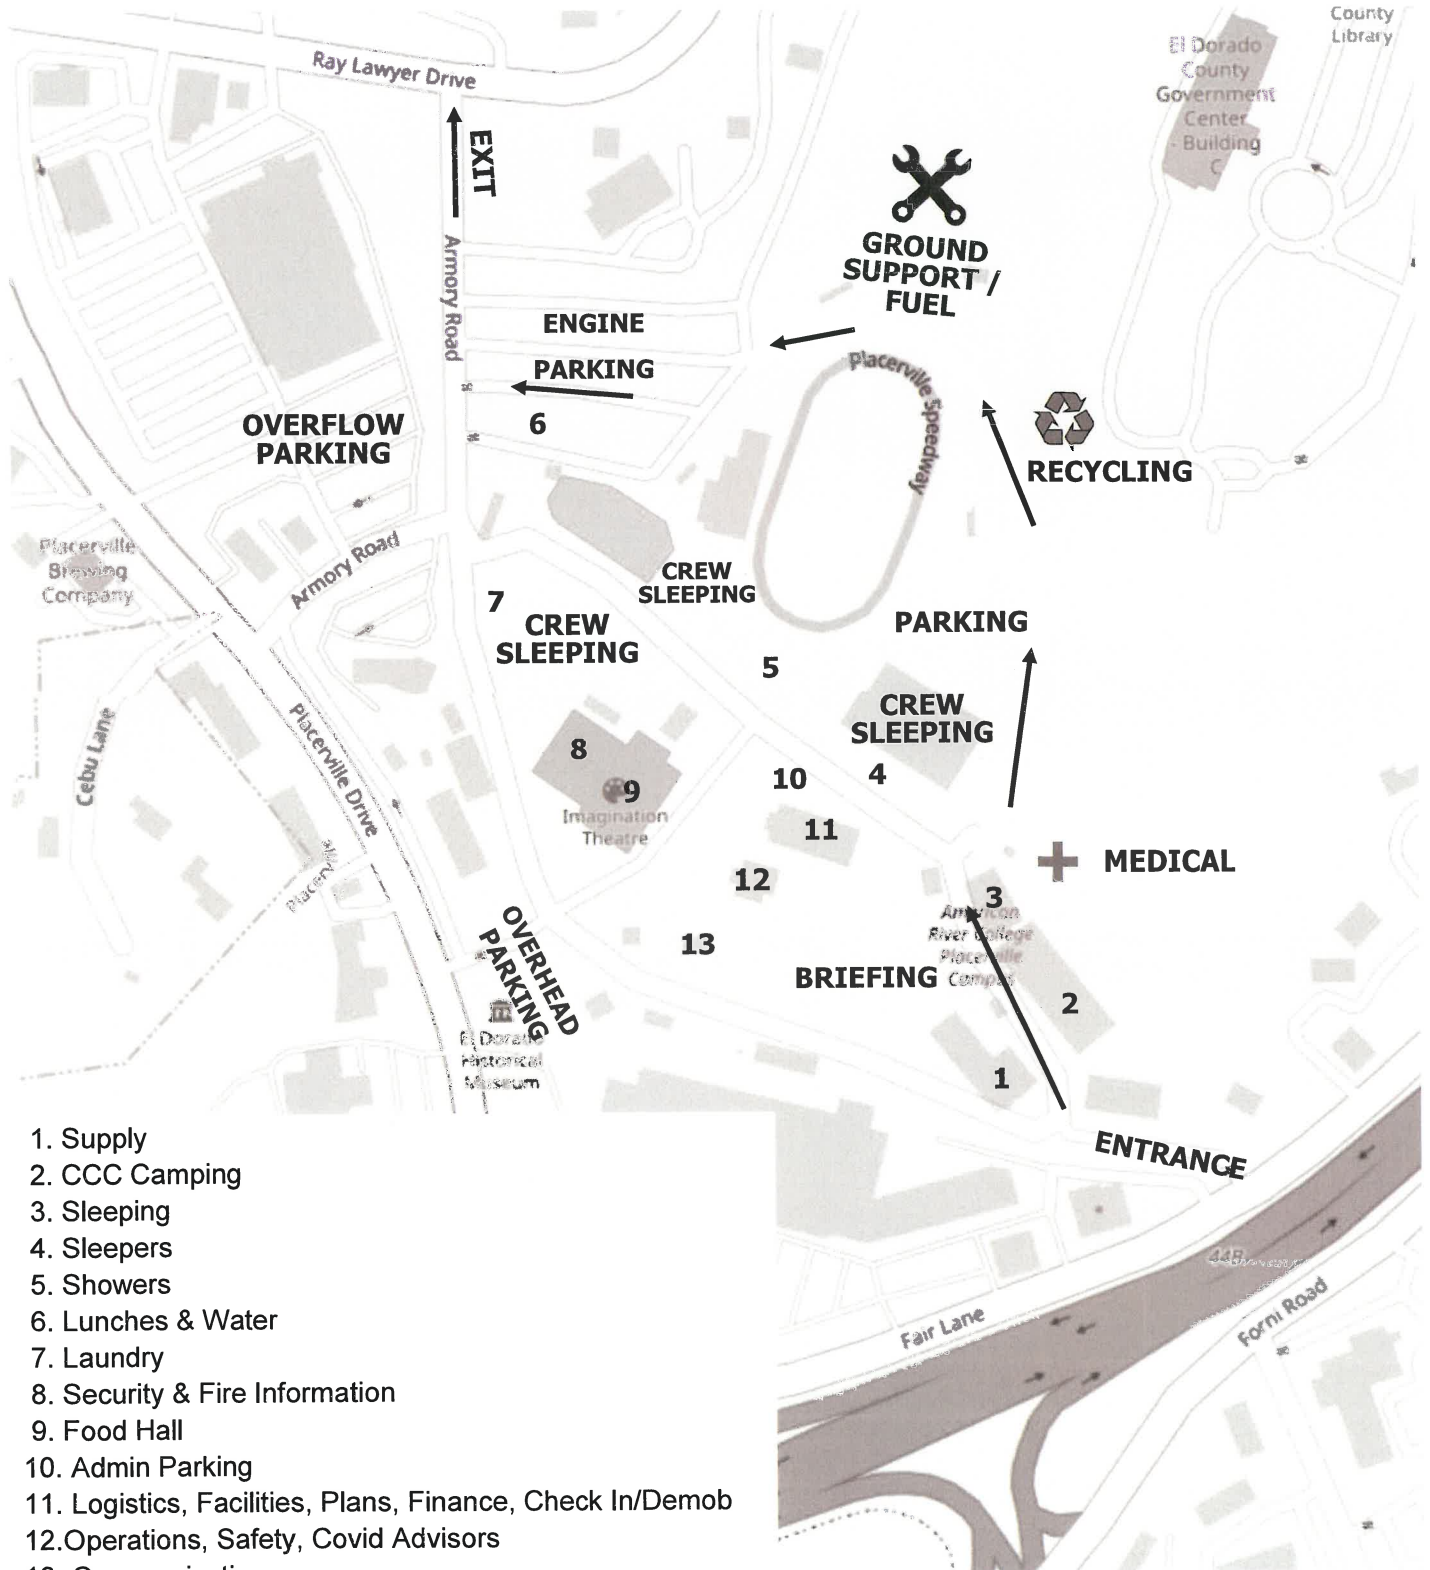 County
Library
El Dorado
County
Government
Center
- Building
C
Ray Lawyer Drive
EXIT
Armory Road
GROUND
SUPPORT /
FUEL
ENGINE
PARKING
6
Placerville Speedway
OVERFLOW
PARKING
RECYCLING
Placerville
Brewing
Company
Armory Road
CREW
SLEEPING
7
CREW
SLEEPING
PARKING
5
CREW
SLEEPING
Cebu Lane
Placerville Drive
8
9
Imagination
Theatre
10
4
11
12
MEDICAL
3
American
River College
Placerville
Campus
13
BRIEFING
2
OVERHEAD
PARKING
El Dorado
Historical
Museum
1
ENTRANCE
44B
Fair Lane
Forni Road
1. Supply
2. CCC Camping
3. Sleeping
4. Sleepers
5. Showers
6. Lunches & Water
7. Laundry
8. Security & Fire Information
9. Food Hall
10. Admin Parking
11. Logistics, Facilities, Plans, Finance, Check In/Demob
12.Operations, Safety, Covid Advisors